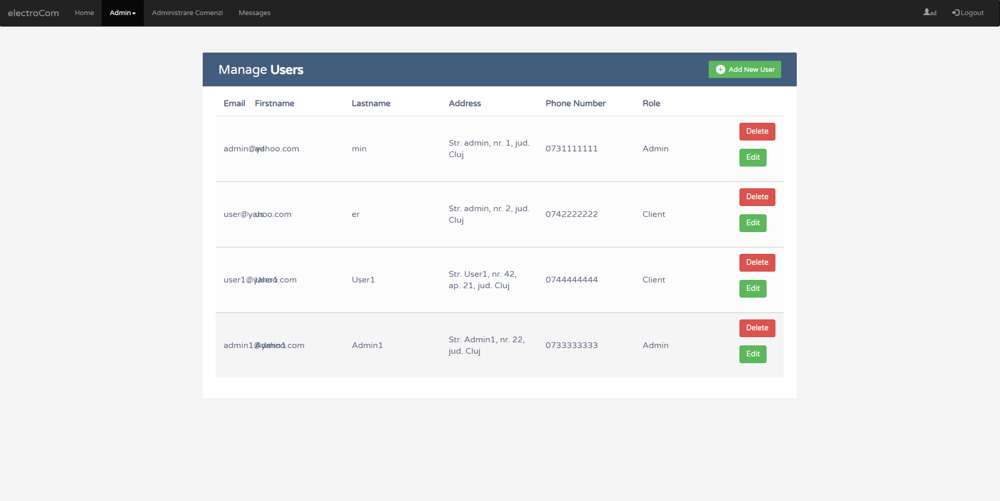 electroCom Home Admin Administrare Comenzi Messages ad Logout
Manage Users Add New User
Email Firstname Lastname Address Phone Number Role
admin@yahoo.com ad min Str. admin, nr. 1, jud. Cluj 0731111111 Admin Delete Edit
user@yahoo.com us er Str. admin, nr. 2, jud. Cluj 0742222222 Client Delete Edit
user1@yahoo.com User1 User1 Str. User1, nr. 42, ap. 21, jud. Cluj 0744444444 Client Delete Edit
admin1@yahoo.com Admin1 Admin1 Str. Admin1, nr. 22, jud. Cluj 0733333333 Admin Delete Edit